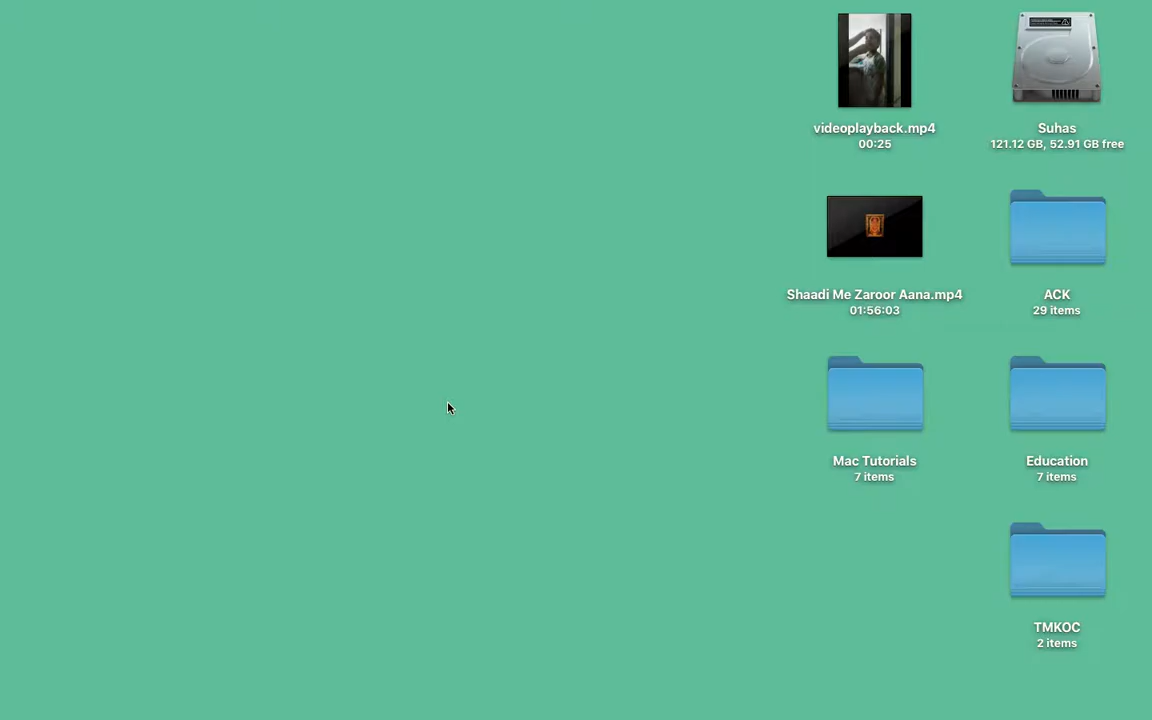 videoplayback.mp4
00:25
Suhas
121.12 GB, 52.91 GB free
Shaadi Me Zaroor Aana.mp4
01:56:03
ACK
29 items
Mac Tutorials
7 items
Education
7 items
TMKOC
2 items